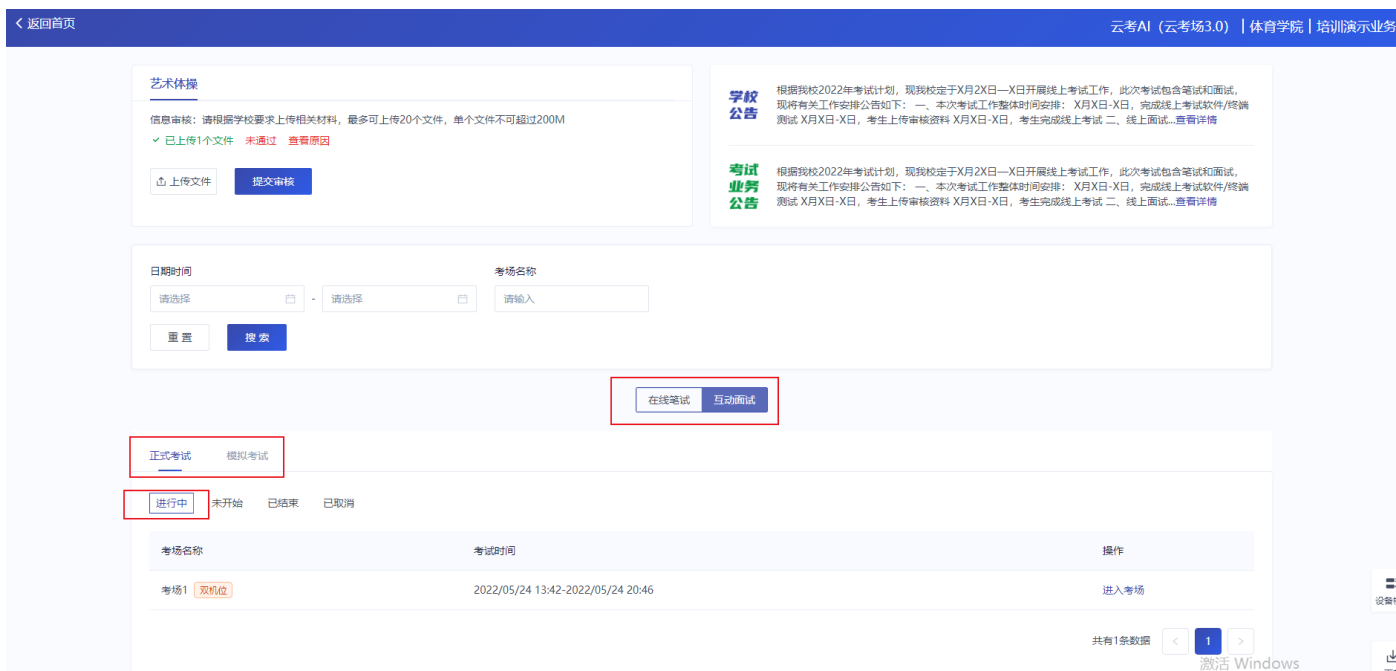 返回首页
云考AI（云考场3.0）｜体育学院｜培训演示业务
艺术体操
信息审核：请根据学校要求上传相关材料，最多可上传20个文件，单个文件不可超过200M
已上传1个文件 未通过 查看原因
上传文件 提交审核
学校
公告
根据我校2022年考试计划，现我校定于X月2X日—X日开展线上考试工作，此次考试包含笔试和面试，
现将有关工作安排公告如下： 一、本次考试工作整体时间安排： X月X日-X日，完成线上考试软件/终端
测试 X月X日-X日，考生上传审核资料 X月X日-X日，考生完成线上考试 二、线上面试...查看详情
考试
业务
公告
根据我校2022年考试计划，现我校定于X月2X日—X日开展线上考试工作，此次考试包含笔试和面试，
现将有关工作安排公告如下： 一、本次考试工作整体时间安排： X月X日-X日，完成线上考试软件/终端
测试 X月X日-X日，考生上传审核资料 X月X日-X日，考生完成线上考试 二、线上面试...查看详情
日期时间 考场名称
请选择 - 请选择 请输入
重置 搜索
在线笔试 互动面试
正式考试 模拟考试
进行中 未开始 已结束 已取消
考场名称 考试时间 操作
考场1 双机位 2022/05/24 13:42-2022/05/24 20:46 进入考场
设备
共有1条数据 < 1 >
激活 Windows